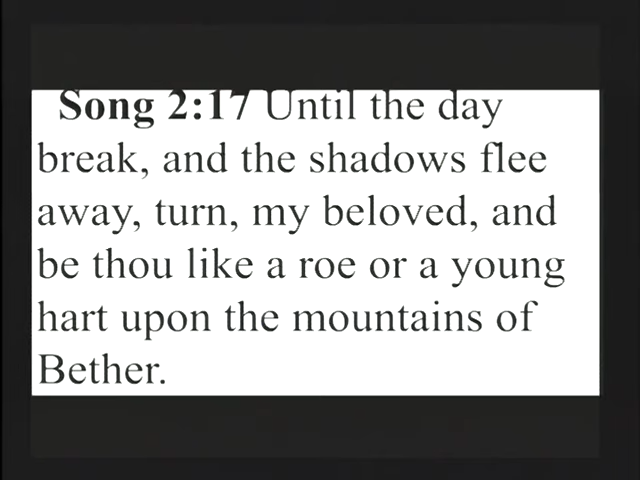 Song 2:17 Until the day
break, and the shadows flee
away, turn, my beloved, and
be thou like a roe or a young
hart upon the mountains of
Bether.